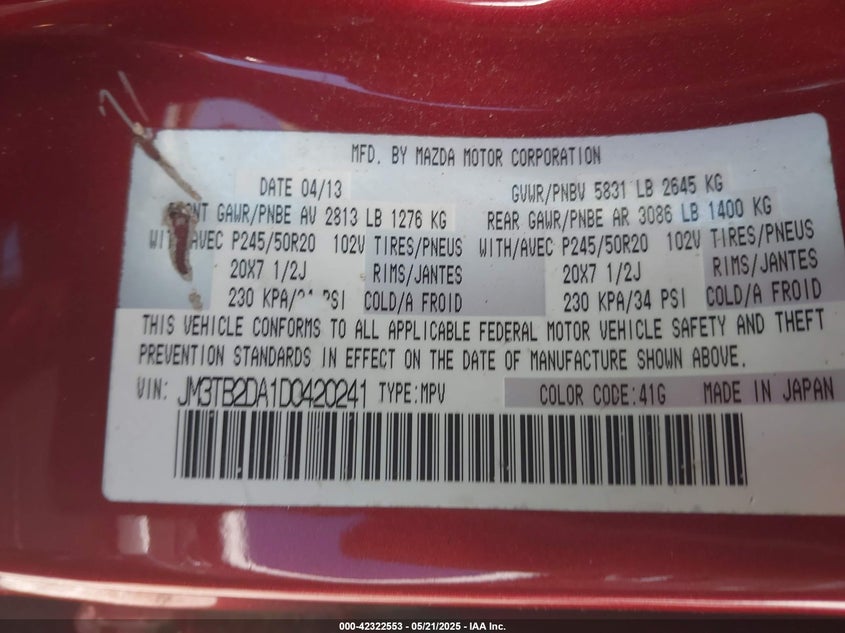 MFD. BY MAZDA MOTOR CORPORATION
DATE 04/13 GVWR/PNBV 5831 LB 2645 KG
GAWR/PNBE AV 2813 LB 1276 KG REAR GAWR/PNBE AR 3086 LB 1400 KG
WITH/AVEC P245/50R20 102V TIRES/PNEUS WITH/AVEC P245/50R20 102V TIRES/PNEUS
20X7 1/2J RIMS/JANTES 20X7 1/2J RIMS/JANTES
230 KPA/ PSI COLD/A FROID 230 KPA/34 PSI COLD/A FROID
THIS VEHICLE CONFORMS TO ALL APPLICABLE FEDERAL MOTOR VEHICLE SAFETY AND THEFT
PREVENTION STANDARDS IN EFFECT ON THE DATE OF MANUFACTURE SHOWN ABOVE.
VIN: JM3TB2DA1D0420241 TYPE:MPV COLOR CODE:41G MADE IN JAPAN
000-42322553 - 05/21/2025 - IAA Inc.